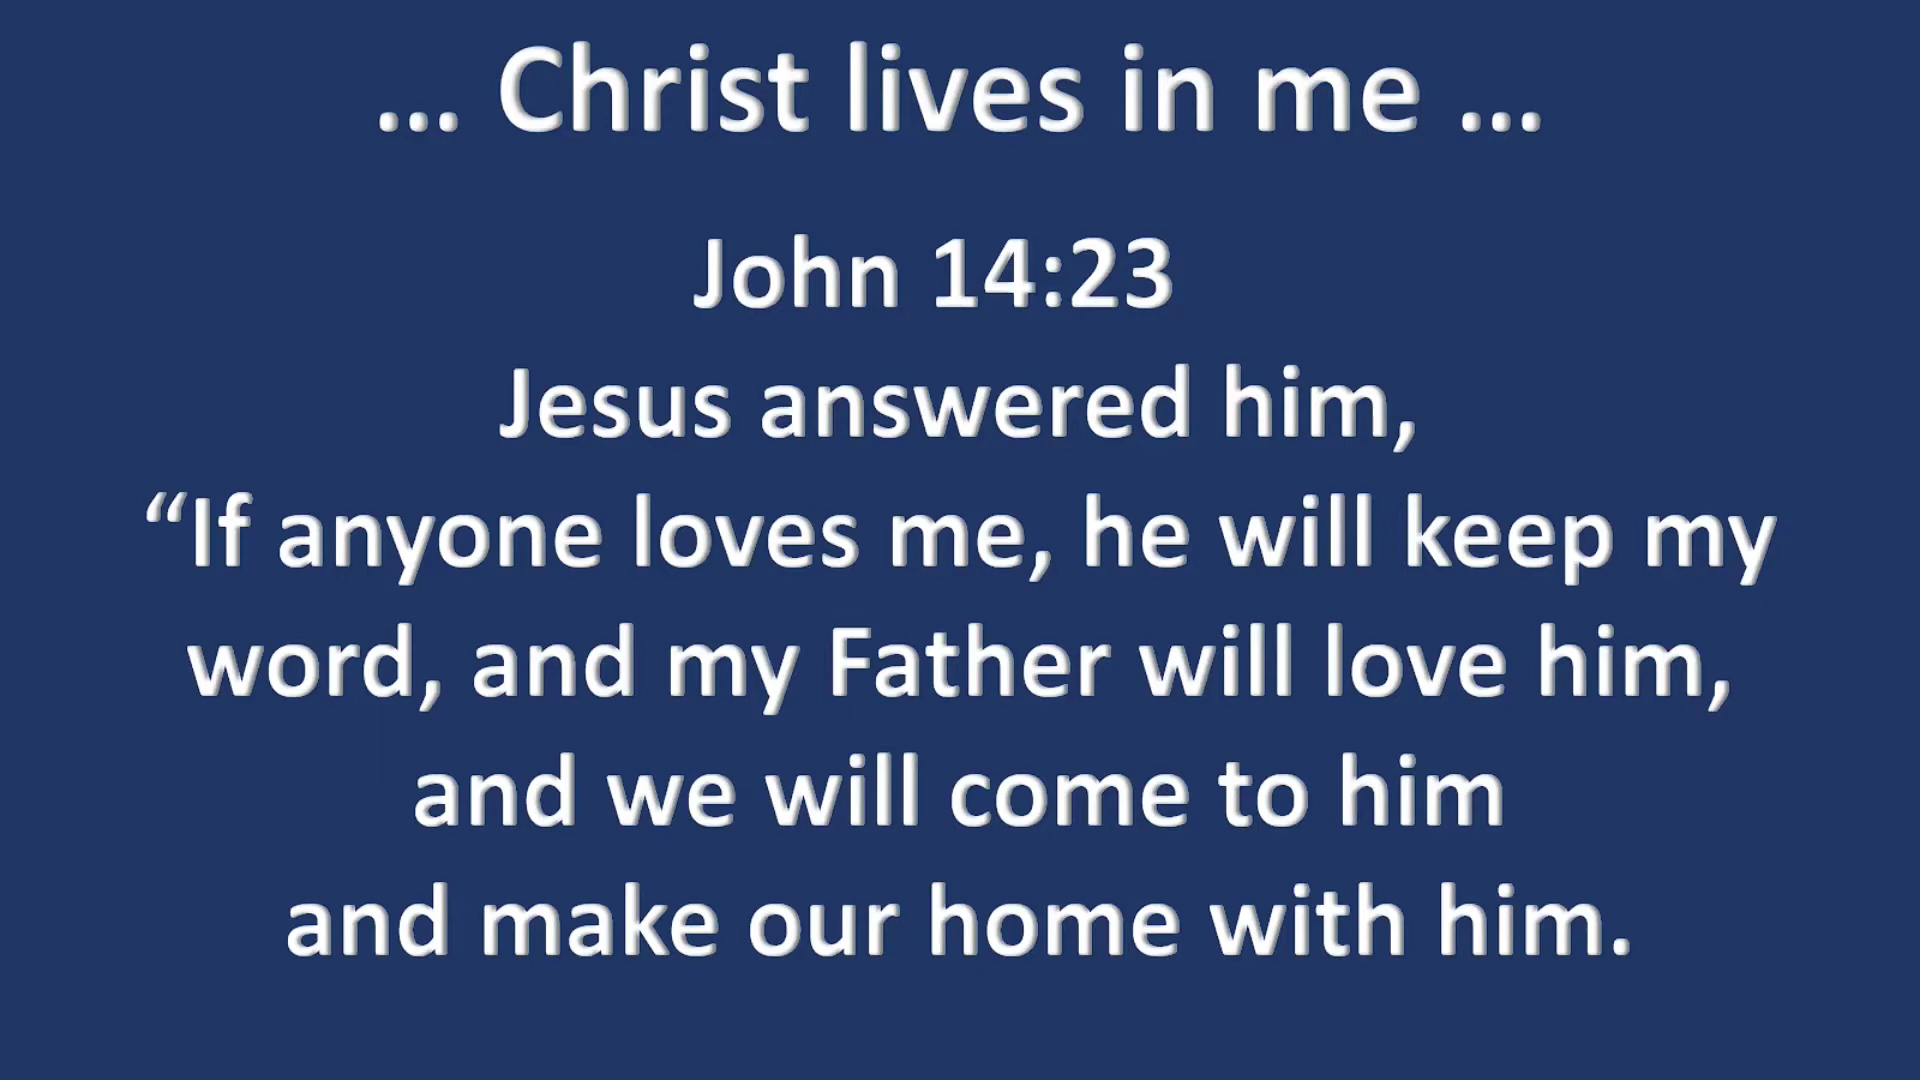 ... Christ lives in me ...
John 14:23
Jesus answered him,
“If anyone loves me, he will keep my
word, and my Father will love him,
and we will come to him
and make our home with him.